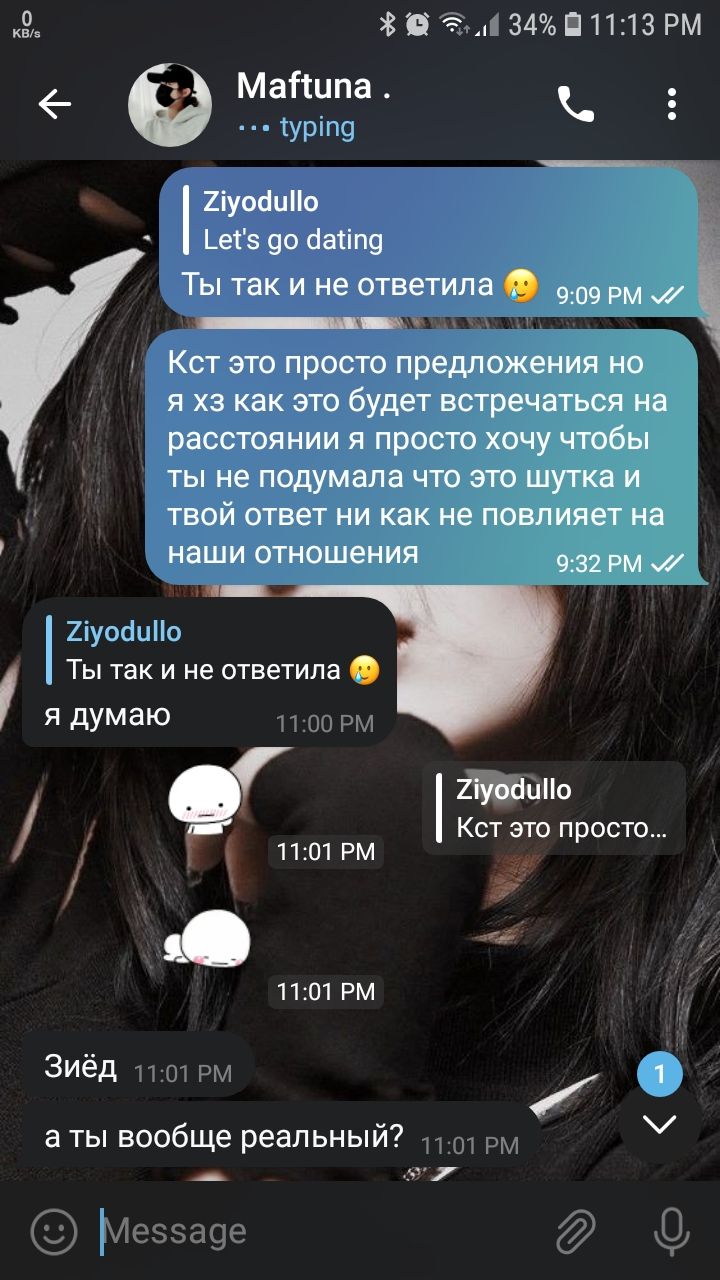 0
KB/s
34%
11:13 PM
Maftuna .
typing
Ziyodullo
Let's go dating
Ты так и не ответила 🥲
9:09 PM
Кст это просто предложения но
я хз как это будет встречаться на
расстоянии я просто хочу чтобы
ты не подумала что это шутка и
твой ответ ни как не повлияет на
наши отношения
9:32 PM
Ziyodullo
Ты так и не ответила 🥲
я думаю
11:00 PM
Ziyodullo
Кст это просто...
11:01 PM
11:01 PM
Зиёд
11:01 PM
1
а ты вообще реальный?
11:01 PM
Message